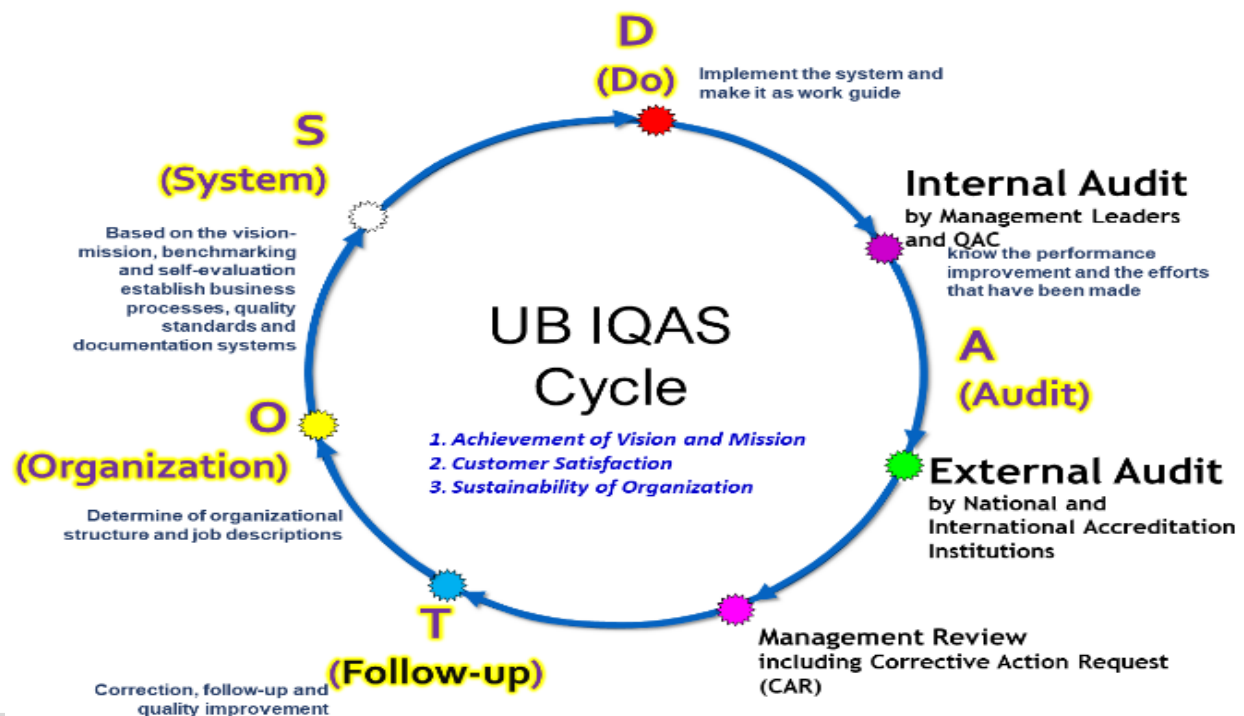 D
(Do)
Implement the system and
make it as work guide
S
(System)
Based on the vision-
mission, benchmarking
and self-evaluation
establish business
processes, quality
standards and
documentation systems
Internal Audit
by Management Leaders
and QAC
know the performance
improvement and the efforts
that have been made
UB IQAS
Cycle
1. Achievement of Vision and Mission
2. Customer Satisfaction
3. Sustainability of Organization
A
(Audit)
O
(Organization)
Determine of organizational
structure and job descriptions
External Audit
by National and
International Accreditation
Institutions
T
(Follow-up)
Correction, follow-up and
quality improvement
Management Review
including Corrective Action Request
(CAR)